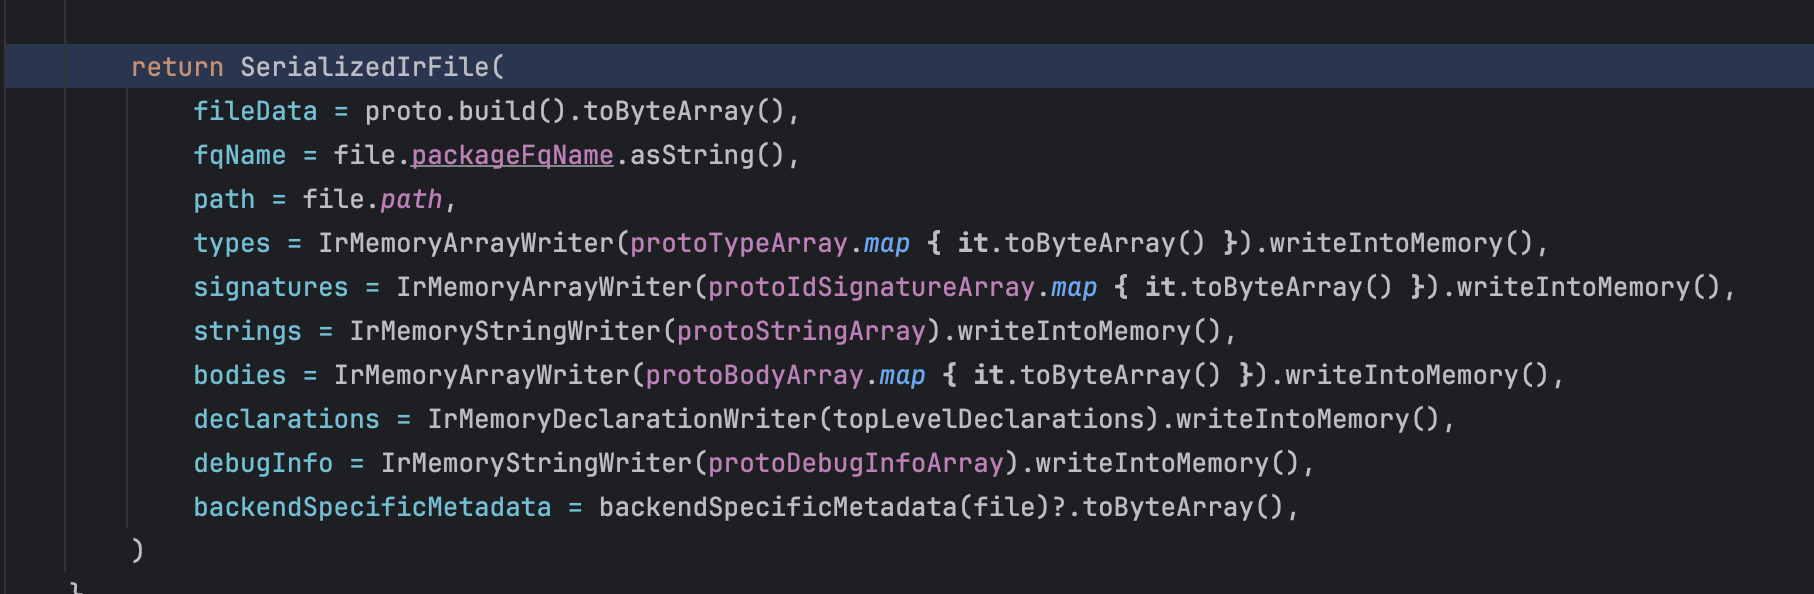 return SerializedIrFile(
fileData = proto.build().toByteArray(),
fqName = file.packageFqName.asString(),
path = file.path,
types = IrMemoryArrayWriter(protoTypeArray.map { it.toByteArray() }).writeIntoMemory(),
signatures = IrMemoryArrayWriter(protoIdSignatureArray.map { it.toByteArray() }).writeIntoMemory(),
strings = IrMemoryStringWriter(protoStringArray).writeIntoMemory(),
bodies = IrMemoryArrayWriter(protoBodyArray.map { it.toByteArray() }).writeIntoMemory(),
declarations = IrMemoryDeclarationWriter(topLevelDeclarations).writeIntoMemory(),
debugInfo = IrMemoryStringWriter(protoDebugInfoArray).writeIntoMemory(),
backendSpecificMetadata = backendSpecificMetadata(file)?.toByteArray(),
)
}